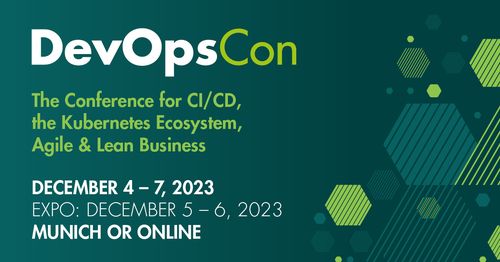 DevOpsCon
The Conference for CI/CD,
the Kubernetes Ecosystem,
Agile & Lean Business
DECEMBER 4 – 7, 2023
EXPO: DECEMBER 5 – 6, 2023
MUNICH OR ONLINE